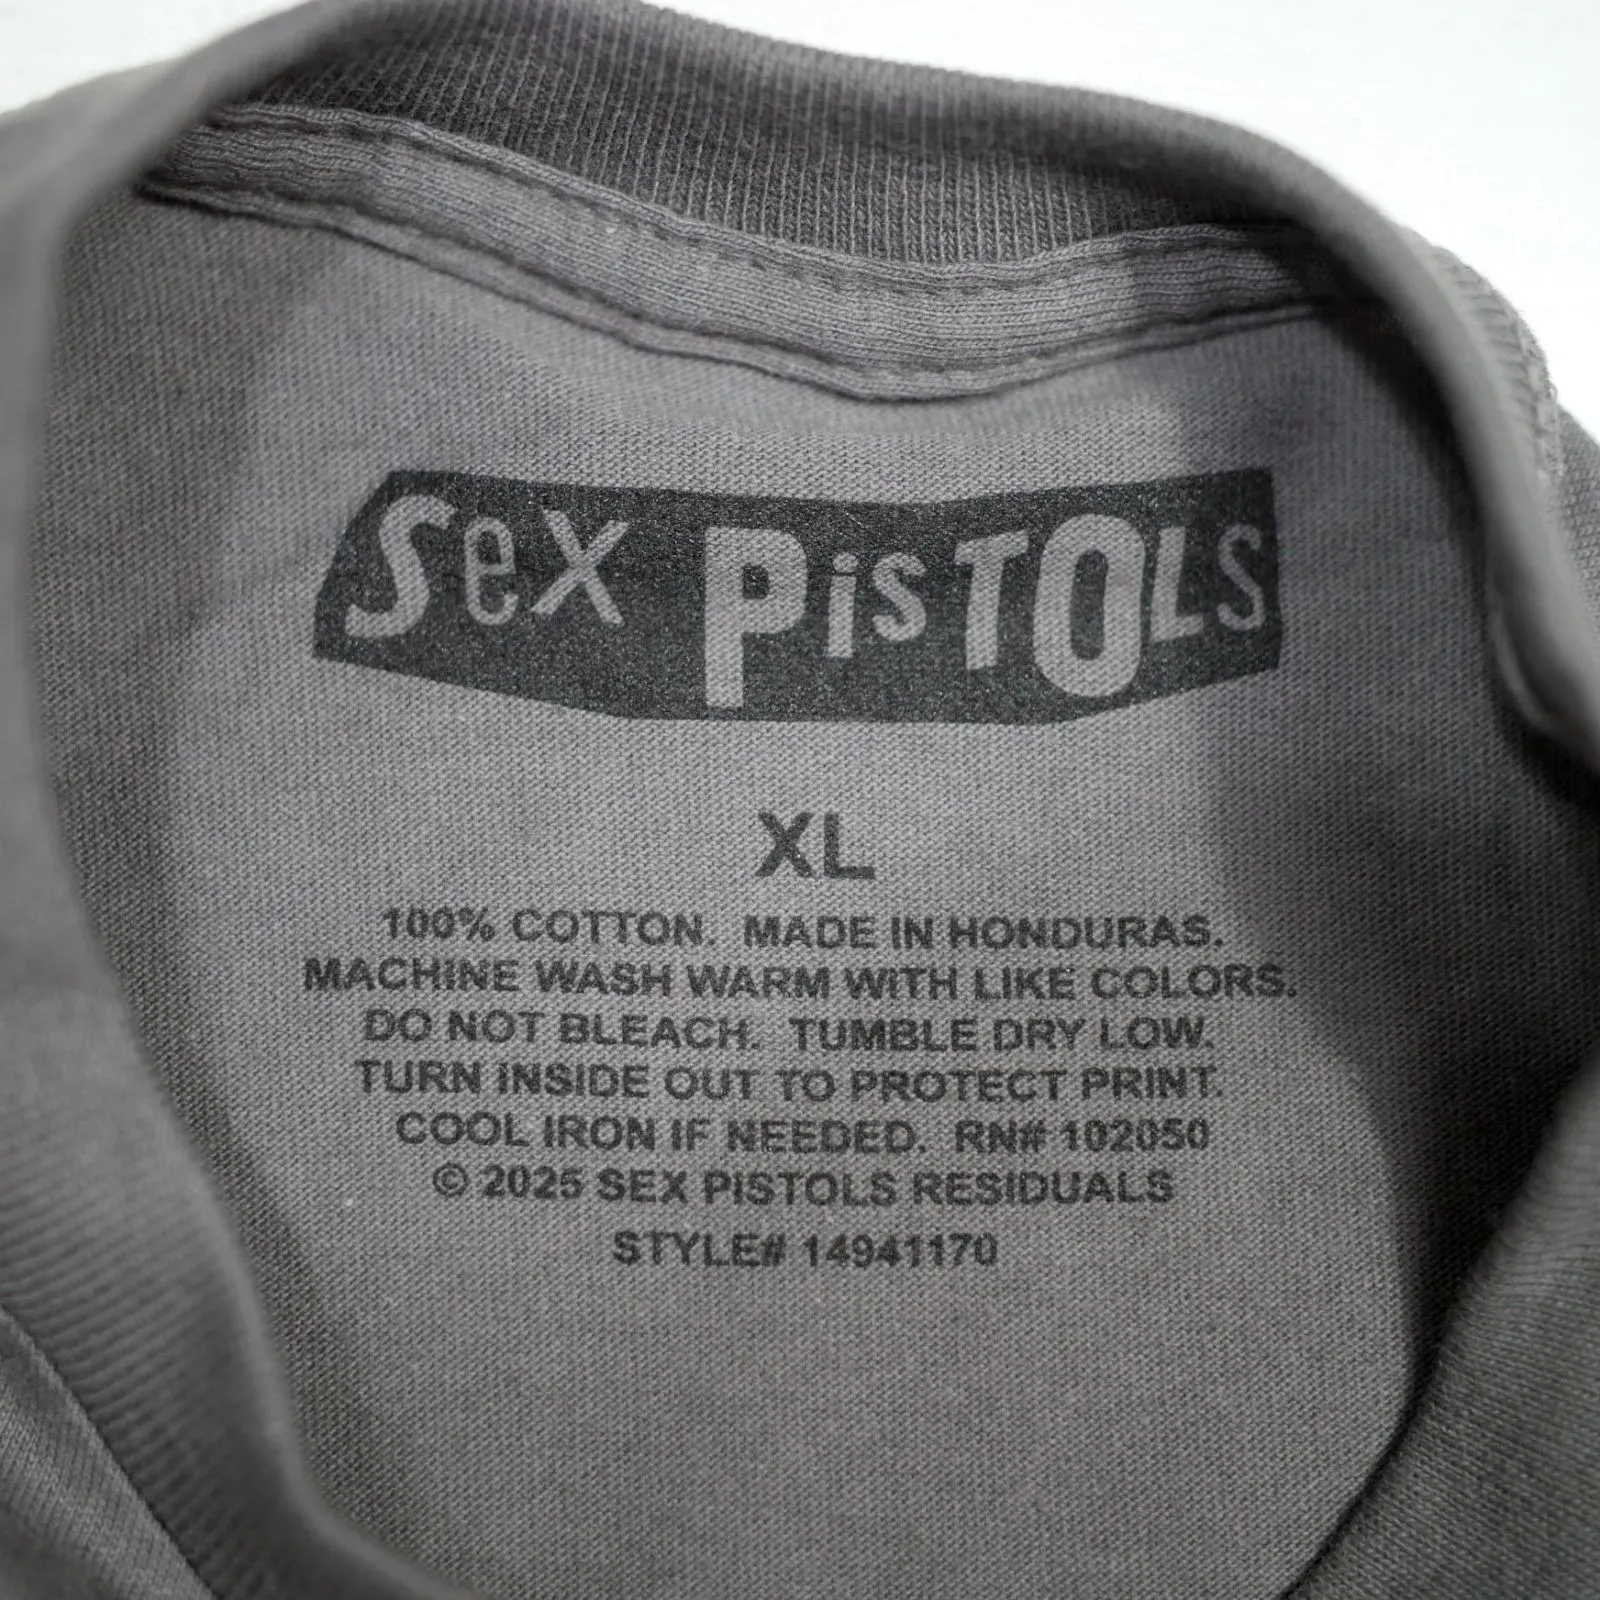 SeX PiSTOLS
XL
100% COTTON. MADE IN HONDURAS.
MACHINE WASH WARM WITH LIKE COLORS.
DO NOT BLEACH. TUMBLE DRY LOW.
TURN INSIDE OUT TO PROTECT PRINT.
COOL IRON IF NEEDED. RN# 102050
© 2025 SEX PISTOLS RESIDUALS
STYLE# 14941170